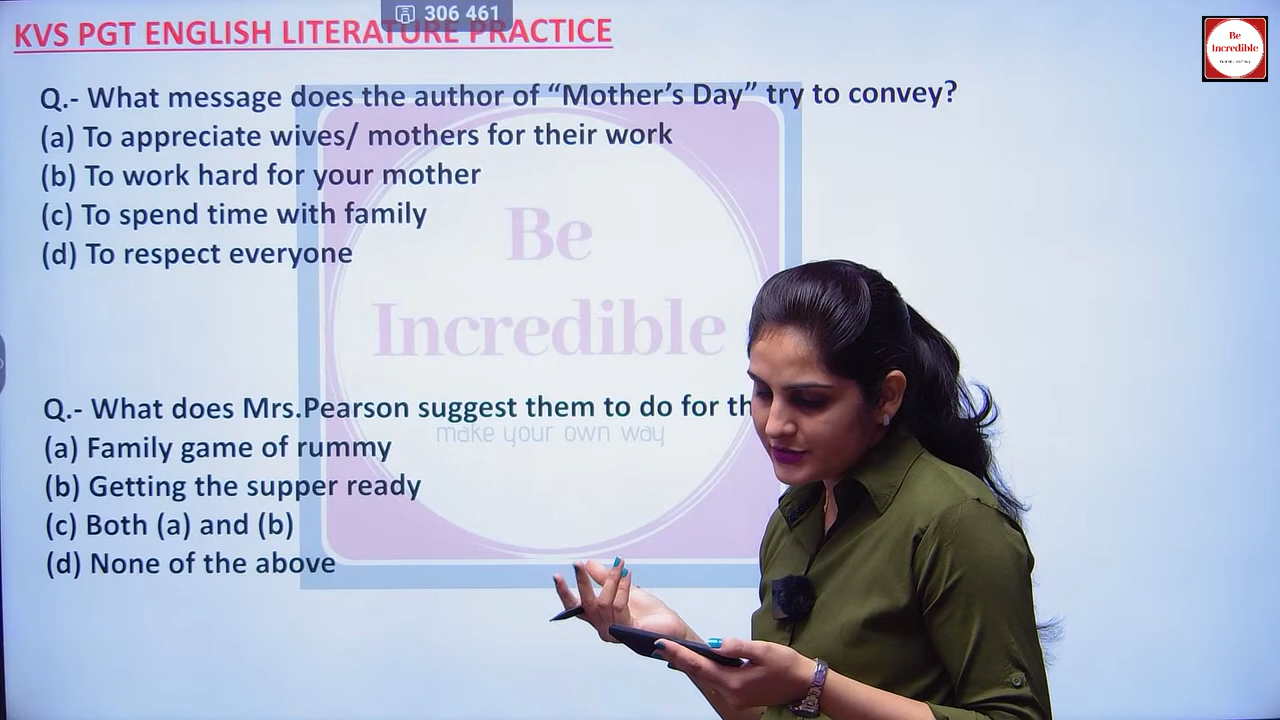 306 461
KVS PGT ENGLISH LITERATURE PRACTICE
Be
Incredible
Q.- What message does the author of “Mother’s Day” try to convey?
(a) To appreciate wives/ mothers for their work
(b) To work hard for your mother
(c) To spend time with family
(d) To respect everyone
Be
Incredible
make your own way
Q.- What does Mrs.Pearson suggest them to do for
(a) Family game of rummy
(b) Getting the supper ready
(c) Both (a) and (b)
(d) None of the above